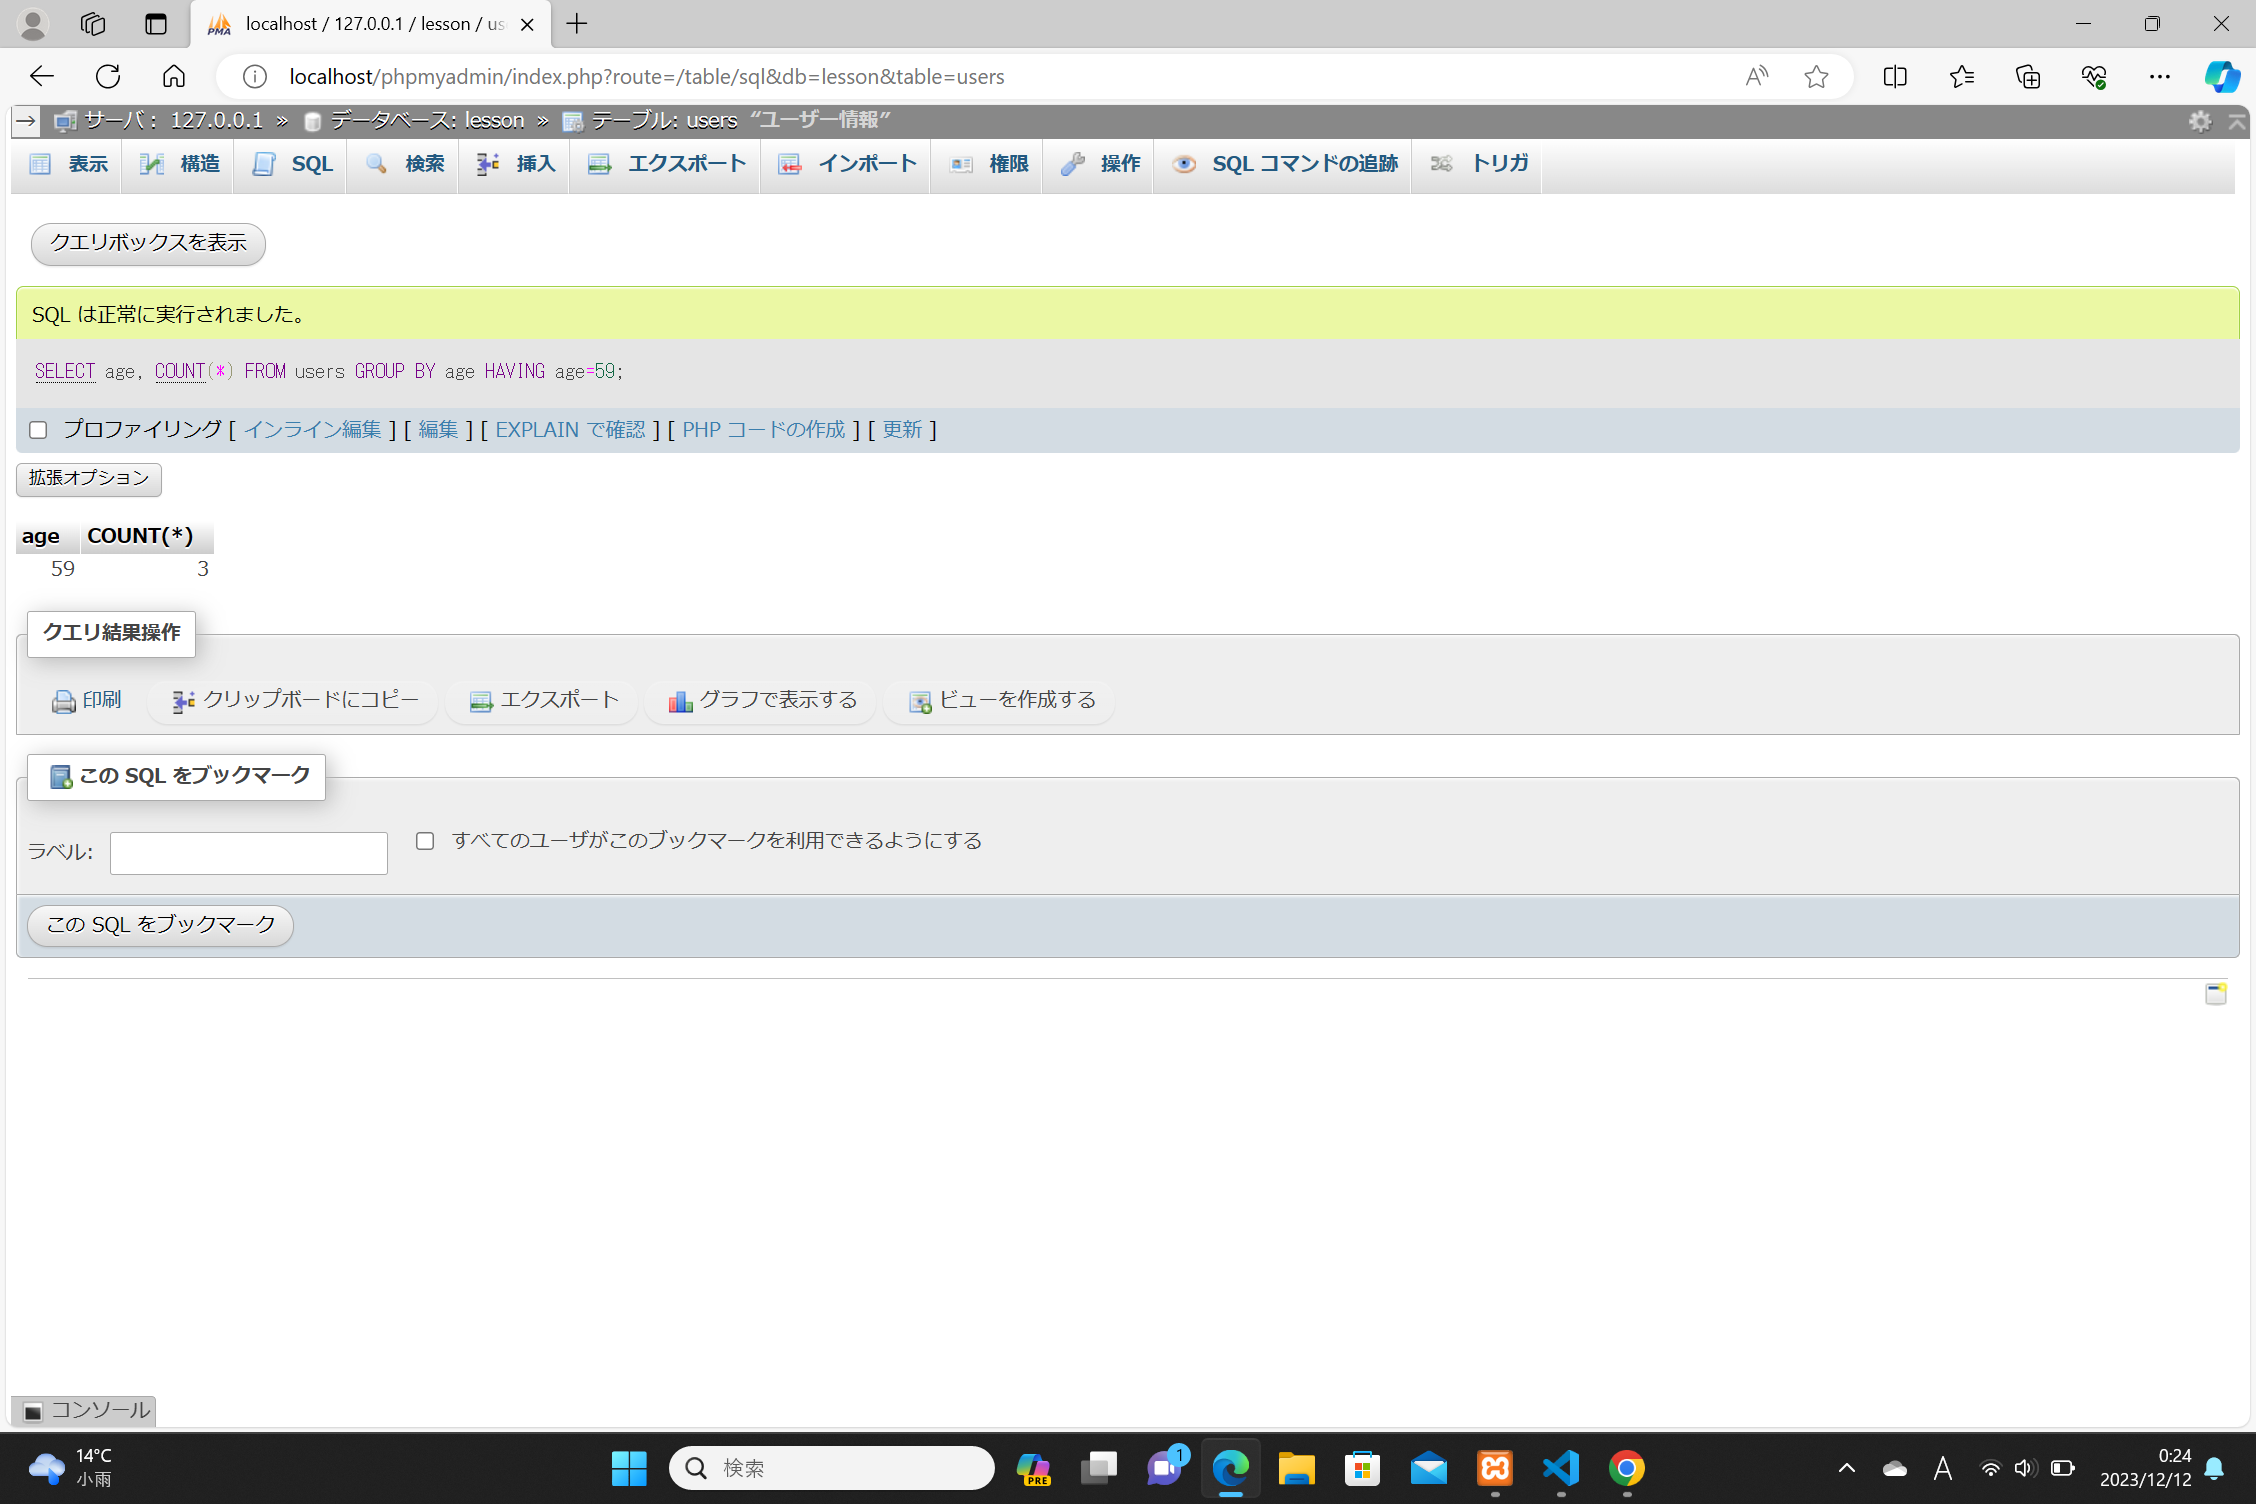 localhost / 127.0.0.1 / lesson / us
localhost/phpmyadmin/index.php?route=/table/sql&db=lesson&table=users
サーバ: 127.0.0.1 » データベース: lesson » テーブル: users “ユーザー情報”
表示 構造 SQL 検索 挿入 エクスポート インポート 権限 操作 SQL コマンドの追跡 トリガ
クエリボックスを表示
SQL は正常に実行されました。
SELECT age, COUNT(*) FROM users GROUP BY age HAVING age=59;
プロファイリング [ インライン編集 ] [ 編集 ] [ EXPLAIN で確認 ] [ PHP コードの作成 ] [ 更新 ]
拡張オプション
age COUNT(*)
59 3
クエリ結果操作
印刷 クリップボードにコピー エクスポート グラフで表示する ビューを作成する
この SQL をブックマーク
ラベル: すべてのユーザがこのブックマークを利用できるようにする
この SQL をブックマーク
コンソール
14°C
小雨
検索
PRE
1
A
0:24
2023/12/12